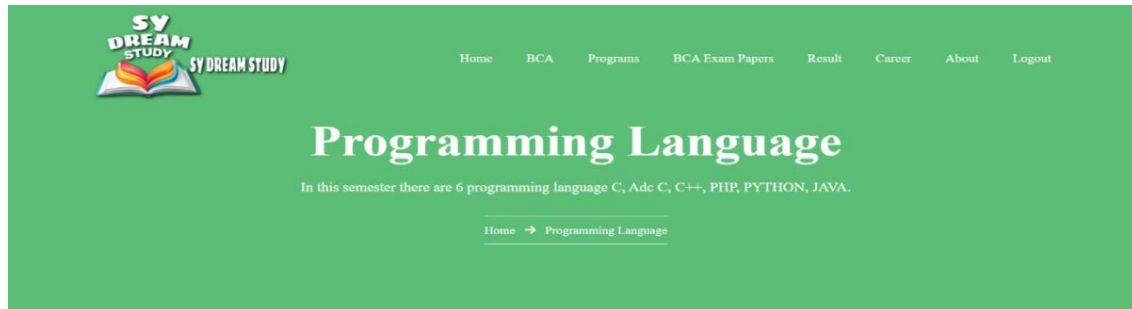 SY
DREAM
STUDY
SY DREAM STUDY
Home BCA Programs BCA Exam Papers Result Career About Logout
Programming Language
In this semester there are 6 programming language C, Adc C, C++, PHP, PYTHON, JAVA.
Home → Programming Language